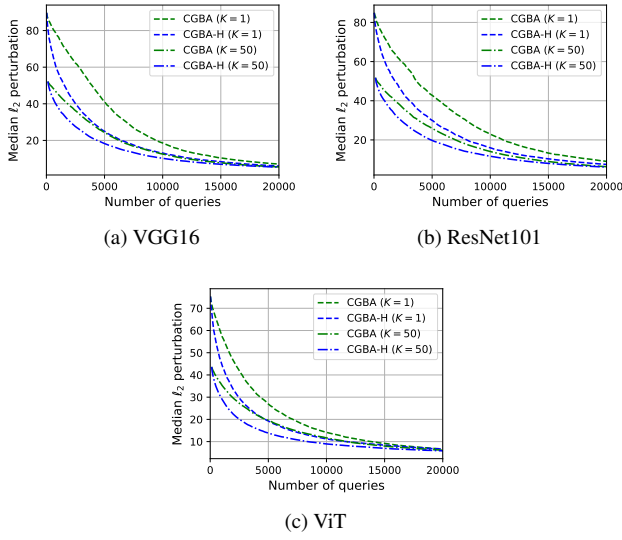 CGBA (K = 1)
CGBA-H (K = 1)
CGBA (K = 50)
CGBA-H (K = 50)
Median ℓ2 perturbation
80
60
40
20
0 5000 10000 15000 20000
Number of queries
(a) VGG16
CGBA (K = 1)
CGBA-H (K = 1)
CGBA (K = 50)
CGBA-H (K = 50)
Median ℓ2 perturbation
80
60
40
20
0 5000 10000 15000 20000
Number of queries
(b) ResNet101
CGBA (K = 1)
CGBA-H (K = 1)
CGBA (K = 50)
CGBA-H (K = 50)
Median ℓ2 perturbation
70
60
50
40
30
20
10
0 5000 10000 15000 20000
Number of queries
(c) ViT